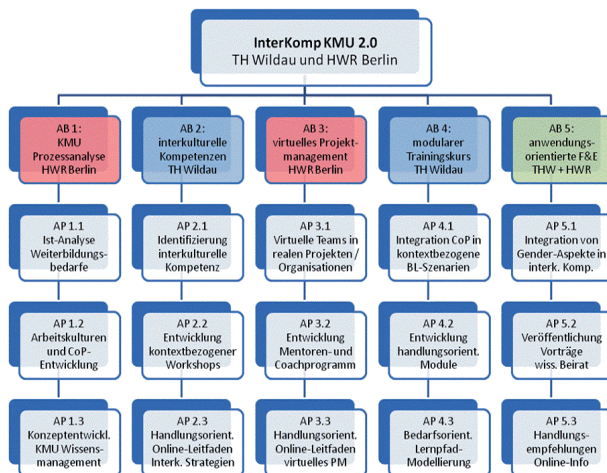 InterKomp KMU 2.0
TH Wildau und HWR Berlin
AB 1:
KMU
Prozessanalyse
HWR Berlin
AB 2:
interkulturelle
Kompetenzen
TH Wildau
AB 3:
virtuelles Projekt-
management
HWR Berlin
AB 4:
modularer
Trainingskurs
TH Wildau
AB 5:
anwendungs-
orientierte F&E
THW + HWR
AP 1.1
Ist-Analyse
Weiterbildungs-
bedarfe
AP 2.1
Identifizierung
interkulturelle
Kompetenz
AP 3.1
Virtuelle Teams in
realen Projekten /
Organisationen
AP 4.1
Integration CoP in
kontextbezogene
BL-Szenarien
AP 5.1
Integration von
Gender-Aspekte in
interk. Komp.
AP 1.2
Arbeitskulturen
und CoP-
Entwicklung
AP 2.2
Entwicklung
kontextbezogener
Workshops
AP 3.2
Entwicklung
Mentoren- und
Coachprogramm
AP 4.2
Entwicklung
handlungsorient.
Module
AP 5.2
Veröffentlichung
Vorträge
wiss. Beirat
AP 1.3
Konzeptentwickl.
KMU Wissens-
management
AP 2.3
Handlungsorient.
Online-Leitfaden
Interk. Strategien
AP 3.3
Handlungsorient.
Online-Leitfaden
virtuelles PM
AP 4.3
Bedarfsorient.
Lernpfad-
Modellierung
AP 5.3
Handlungs-
empfehlungen
Online-Info